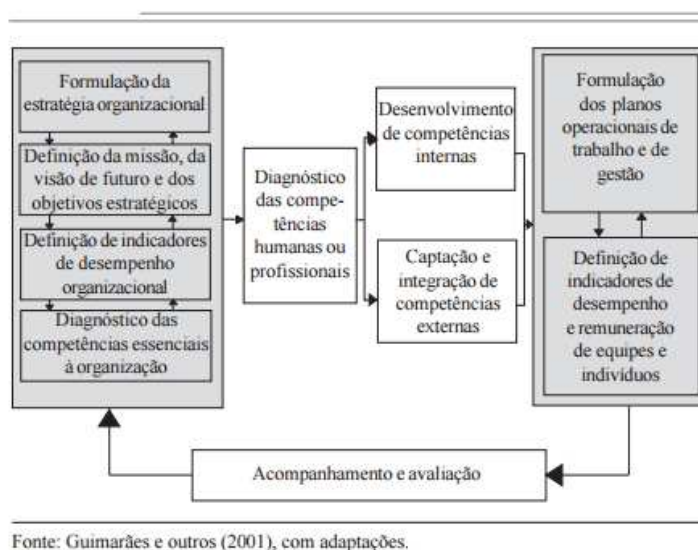 Formulação da
estratégia organizacional
Definição da missão, da
visão de futuro e dos
objetivos estratégicos
Definição de indicadores
de desempenho
organizacional
Diagnóstico das
competências essenciais
à organização
Diagnóstico
das compe-
tências
humanas ou
profissionais
Desenvolvimento
de competências
internas
Captação e
integração de
competências
externas
Formulação
dos planos
operacionais de
trabalho e de
gestão
Definição de
indicadores de
desempenho
e remuneração
de equipes e
indivíduos
Acompanhamento e avaliação
Fonte: Guimarães e outros (2001), com adaptações.